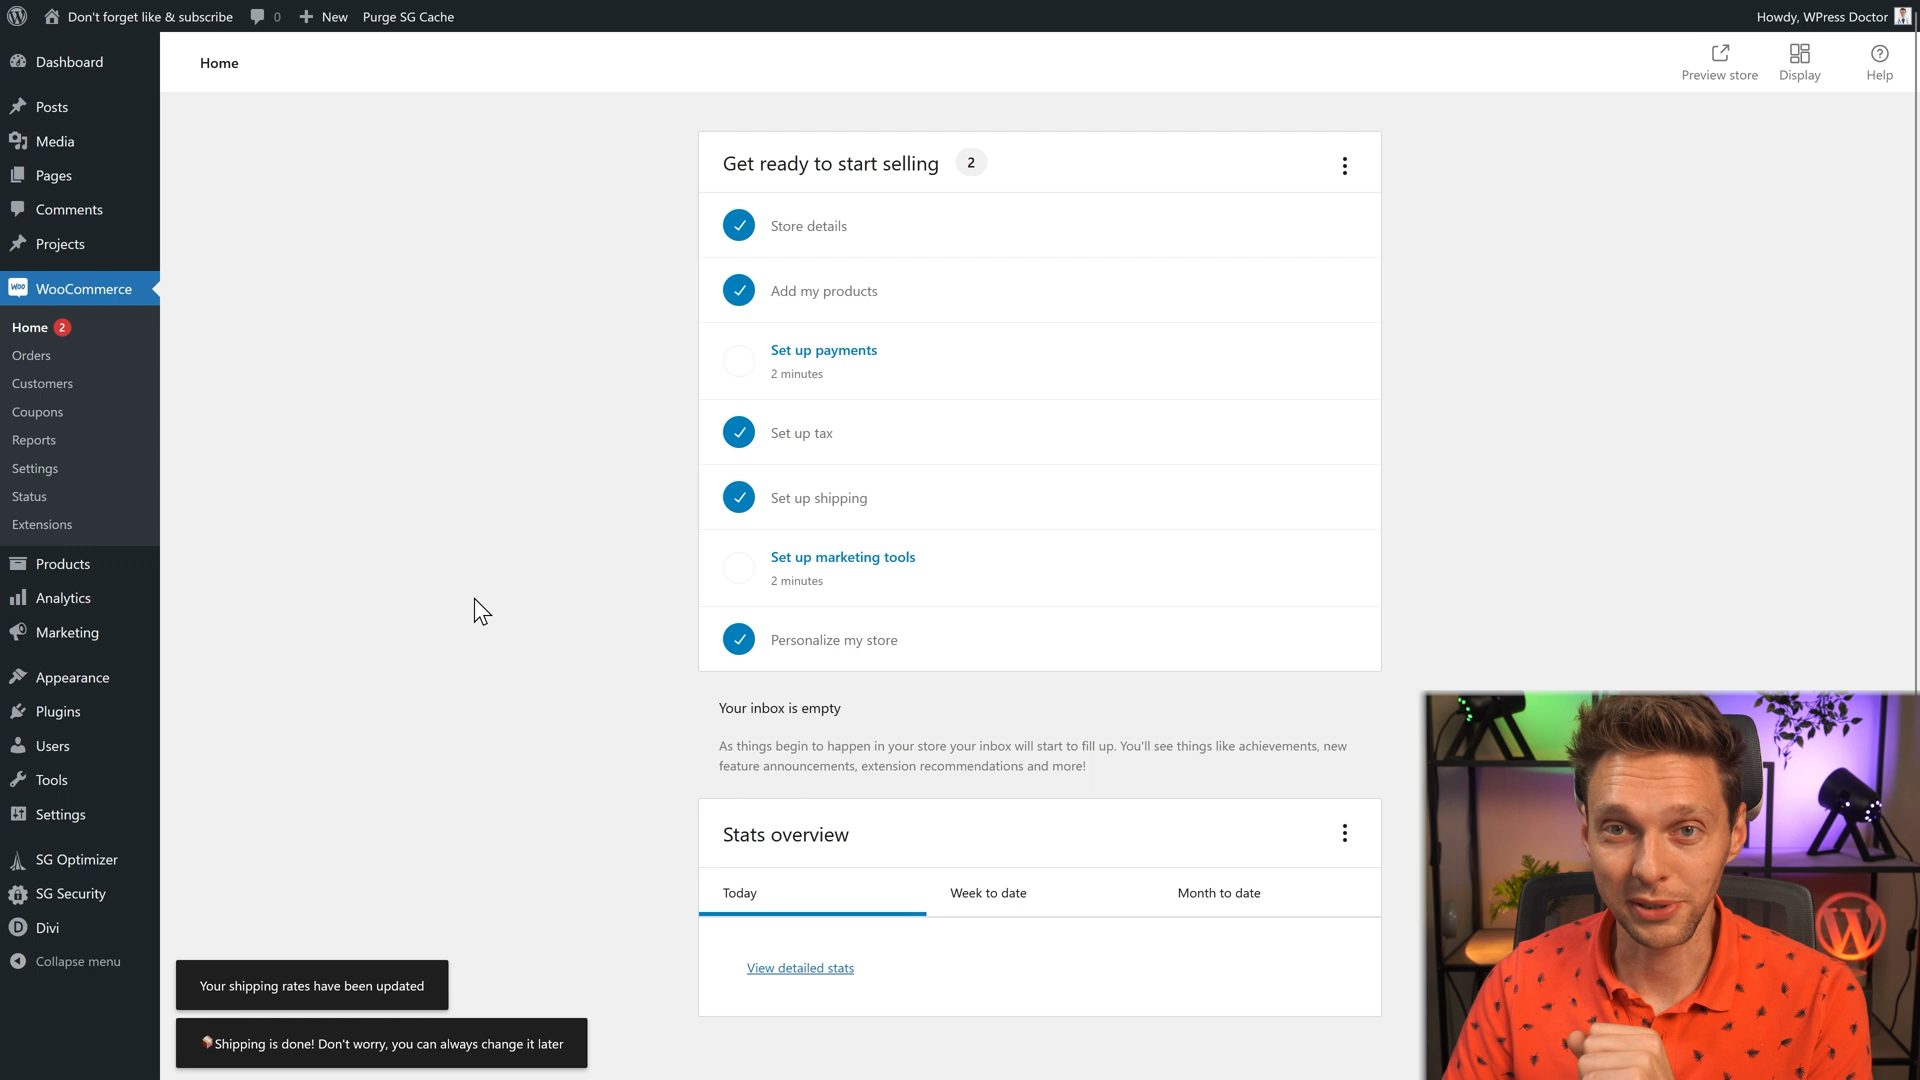 Don't forget like & subscribe
0
New
Purge SG Cache
Howdy, WPress Doctor
Dashboard
Posts
Media
Pages
Comments
Projects
WOO
WooCommerce
Home 2
Orders
Customers
Coupons
Reports
Settings
Status
Extensions
Products
Analytics
Marketing
Appearance
Plugins
Users
Tools
Settings
SG Optimizer
SG Security
D
Divi
Collapse menu
Home
Preview store
Display
Help
Get ready to start selling 2
Store details
Add my products
Set up payments
2 minutes
Set up tax
Set up shipping
Set up marketing tools
2 minutes
Personalize my store
Your inbox is empty
As things begin to happen in your store your inbox will start to fill up. You'll see things like achievements, new
feature announcements, extension recommendations and more!
Stats overview
Today
Week to date
Month to date
View detailed stats
Your shipping rates have been updated
Shipping is done! Don't worry, you can always change it later